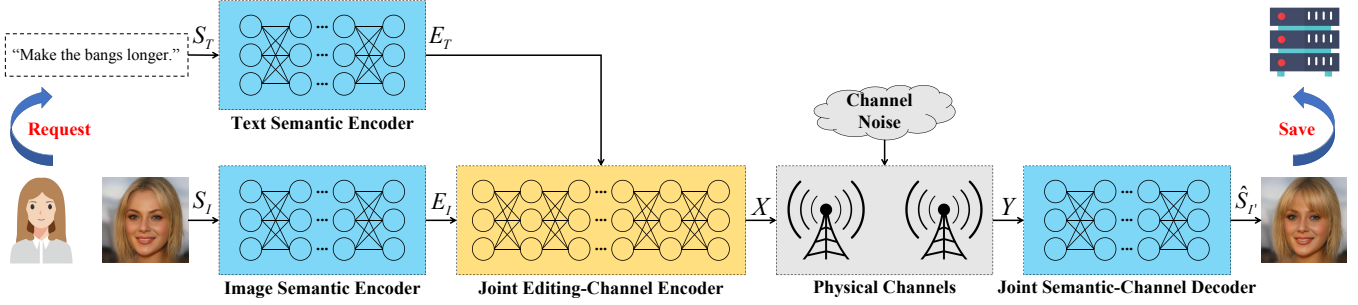 “Make the bangs longer.”
S_T
E_T
Text Semantic Encoder
Request
Channel
Noise
Save
S_I
E_I
X
Y
Ŝ_{I'}
Image Semantic Encoder
Joint Editing-Channel Encoder
Physical Channels
Joint Semantic-Channel Decoder